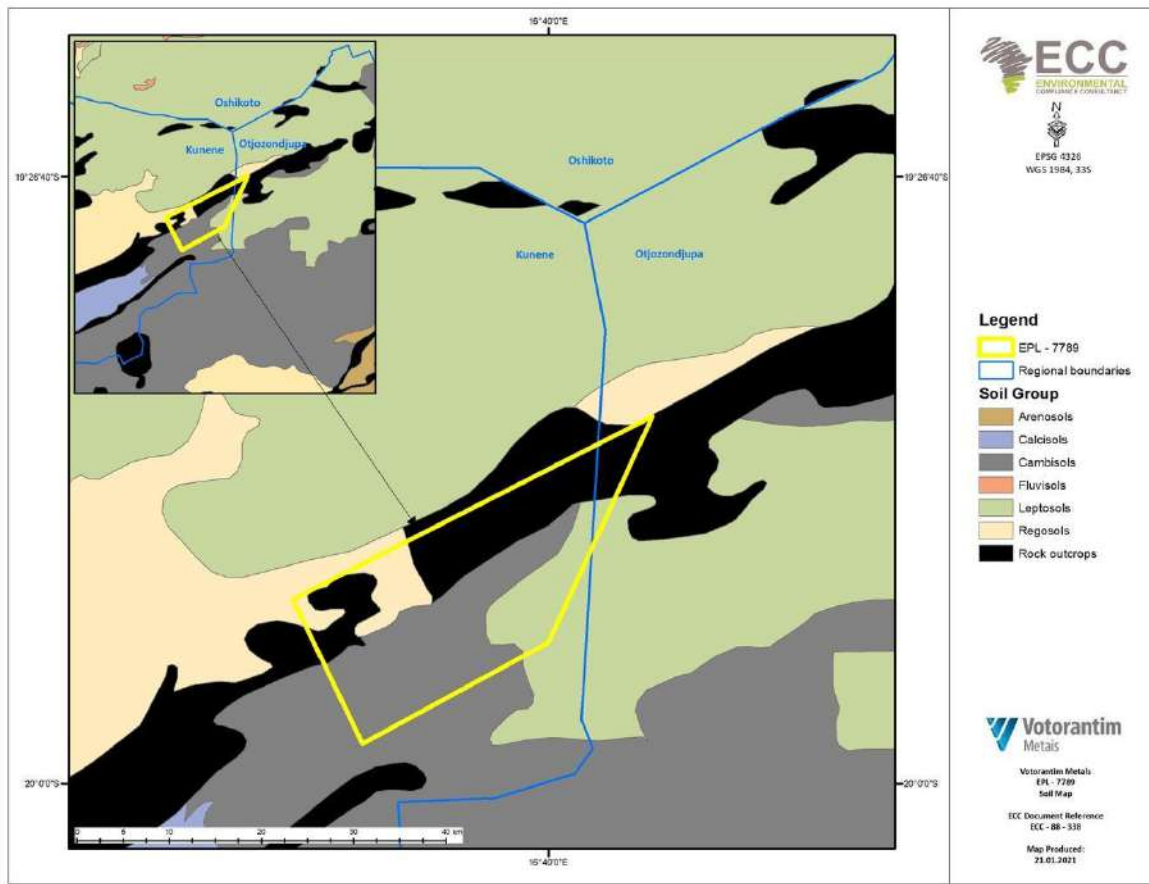 16°40'0"E
Oshikoto
Kunene
Otjozondjupa
19°26'40"S
19°26'40"S
Oshikoto
Kunene
Otjozondjupa
20°0'0"S
20°0'0"S
0 5 10 20 30 40 km
16°40'0"E
ECC
ENVIRONMENTAL
COMPLIANCE CONSULTANCY
N
EPSG 4326
WGS 1984, 33S
Legend
EPL - 7789
Regional boundaries
Soil Group
Arenosols
Calcisols
Cambisols
Fluvisols
Leptosols
Regosols
Rock outcrops
Votorantim
Metais
Votorantim Metals
EPL - 7789
Soil Map
ECC Document Reference
ECC - 88 - 338
Map Produced:
21.01.2021